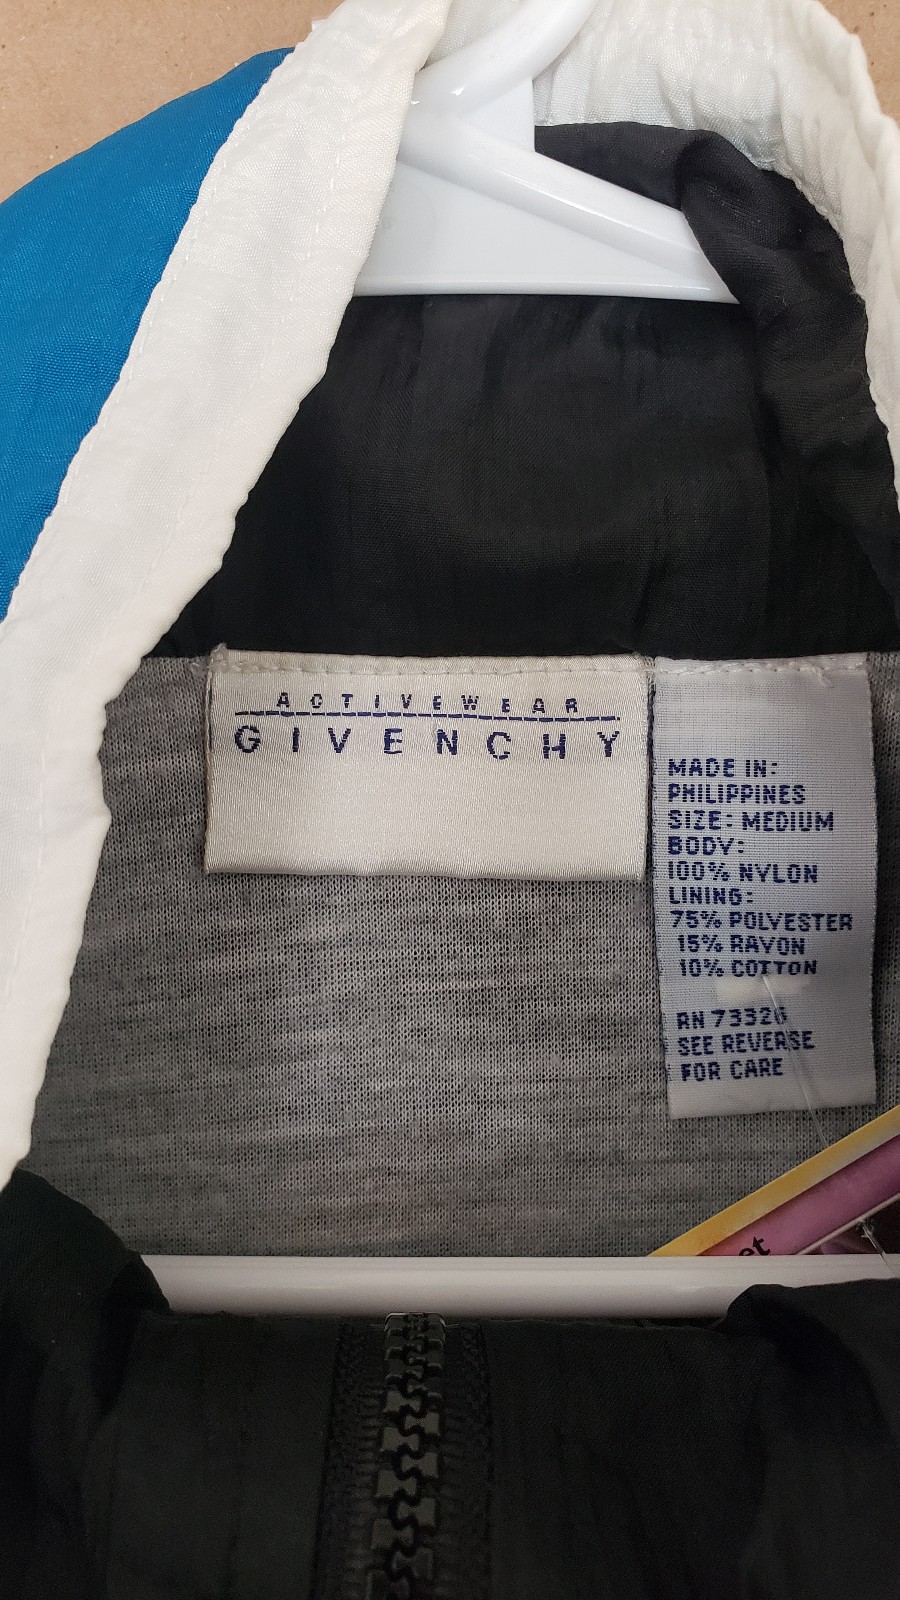 ACTIVEWEAR
GIVENCHY
MADE IN:
PHILIPPINES
SIZE: MEDIUM
BODY:
100% NYLON
LINING:
75% POLYESTER
15% RAYON
10% COTTON
RN 73326
SEE REVERSE
FOR CARE
et